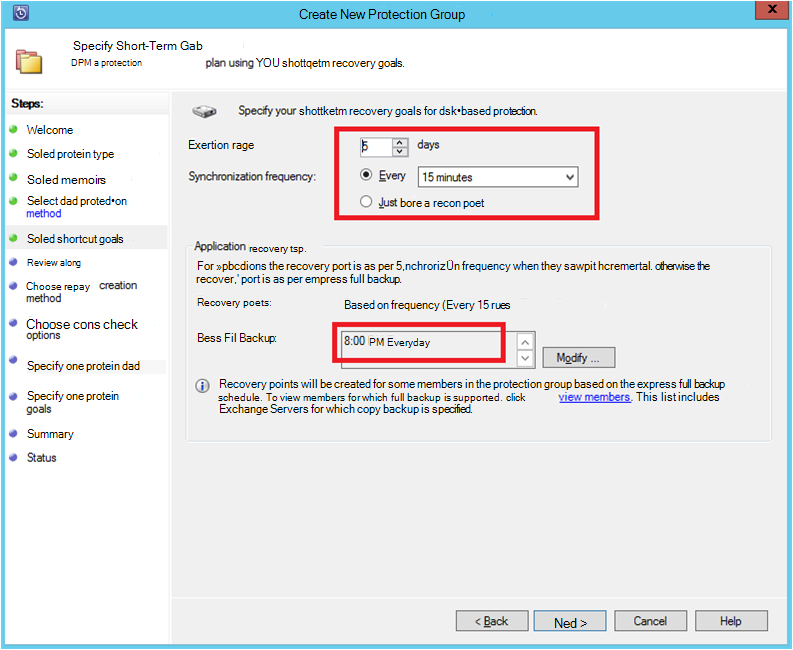 Create New Protection Group
X
Specify Short-Term Gab
DPM a protection plan using YOU shottqetm recovery goals.
Steps:
Welcome
Soled protein type
Soled memoirs
Select dad proted•on
method
Soled shortcut goals
Review along
Choose repay creation
method
Choose cons check
options
Specify one protein dad
Specify one protein
goals
Summary
Status
Specify your shottketm recovery goals for dsk•based protection.
Exertion rage 5 days
Synchronization frequency: Every 15 minutes
Just bore a recon poet
Application recovery tsp.
For »pbcdions the recovery port is as per 5,nchrorizÜn frequency when they sawpit hcremental. otherwise the
recover,' port is as per empress full backup.
Recovery poets: Based on frequency (Every 15 rues
Bess Fil Backup: 8:00 PM Everyday
Modify ...
Recovery points will be created for some members in the protection group based on the express full backup
schedule. To view members for which full backup is supported. click view members. This list includes
Exchange Servers for which copy backup is specified.
< Back Ned > Cancel Help